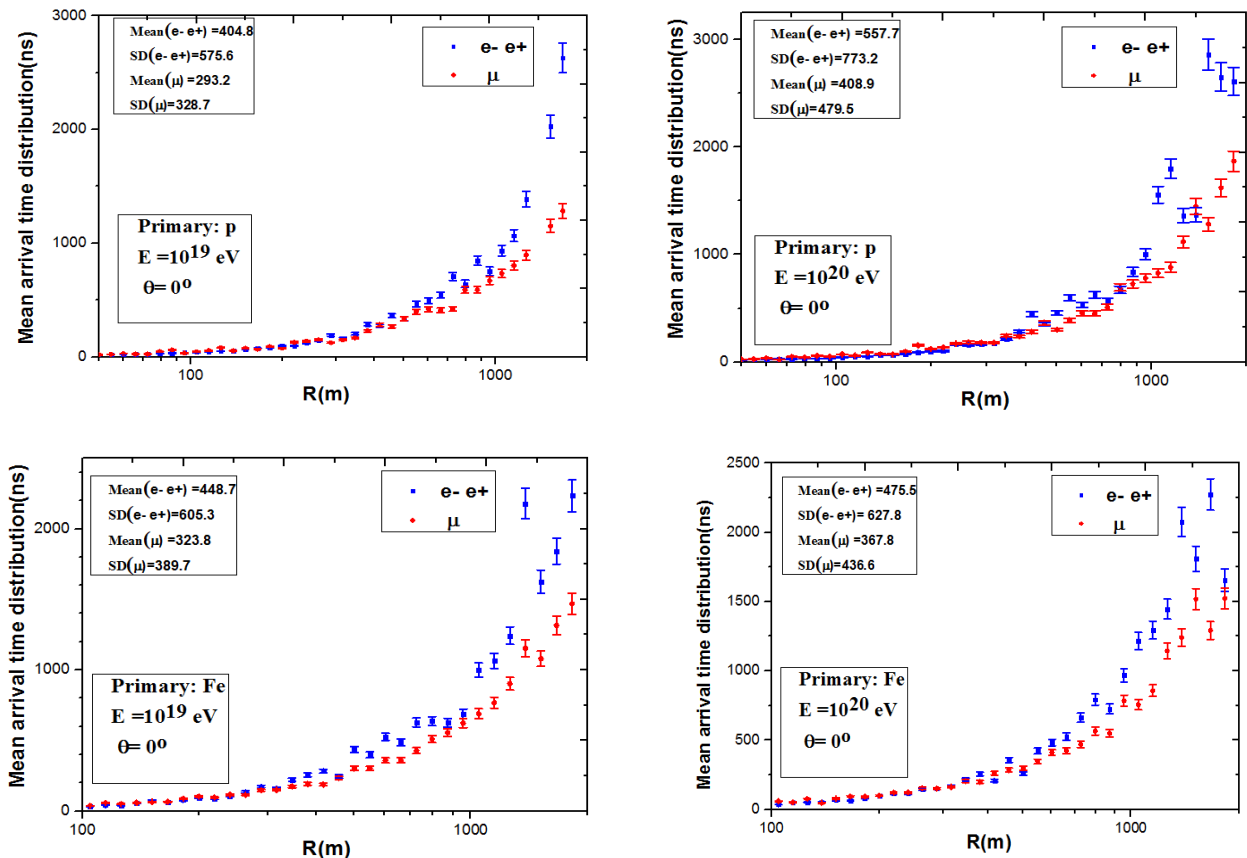 Mean arrival time distribution(ns)
3000
2000
1000
0
Mean(e- e+) = 404.8
SD(e- e+)= 575.6
Mean(μ)= 293.2
SD(μ)=328.7
e- e+
μ
Primary: p
E = 10¹⁹ eV
θ= 0º
100
1000
R(m)
Mean arrival time distribution(ns)
3000
2000
1000
0
Mean(e- e+) = 557.7
SD(e- e+)= 773.2
Mean(μ)= 408.9
SD(μ)=479.5
e- e+
μ
Primary: p
E =10²⁰ eV
θ= 0º
100
1000
R(m)
Mean arrival time distribution(ns)
2000
1000
0
Mean(e- e+) =448.7
SD(e- e+)=605.3
Mean(μ)=323.8
SD(μ)=389.7
e- e+
μ
Primary: Fe
E =10¹⁹ eV
θ= 0º
100
1000
R(m)
Mean arrival time distribution(ns)
2500
2000
1500
1000
500
0
Mean(e- e+) =475.5
SD(e- e+)= 627.8
Mean(μ)=367.8
SD(μ)=436.6
e- e+
μ
Primary: Fe
E =10²⁰ eV
θ= 0º
100
1000
R(m)